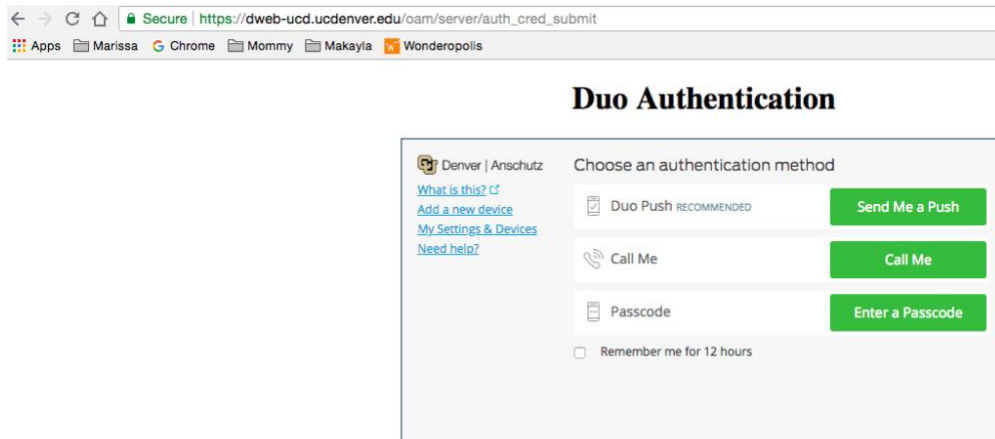 Secure | https://dweb-ucd.ucdenver.edu/oam/server/auth_cred_submit
Apps Marissa Chrome Mommy Makayla Wonderopolis
Duo Authentication
Denver | Anschutz
What is this?
Add a new device
My Settings & Devices
Need help?
Choose an authentication method
Duo Push RECOMMENDED Send Me a Push
Call Me Call Me
Passcode Enter a Passcode
Remember me for 12 hours